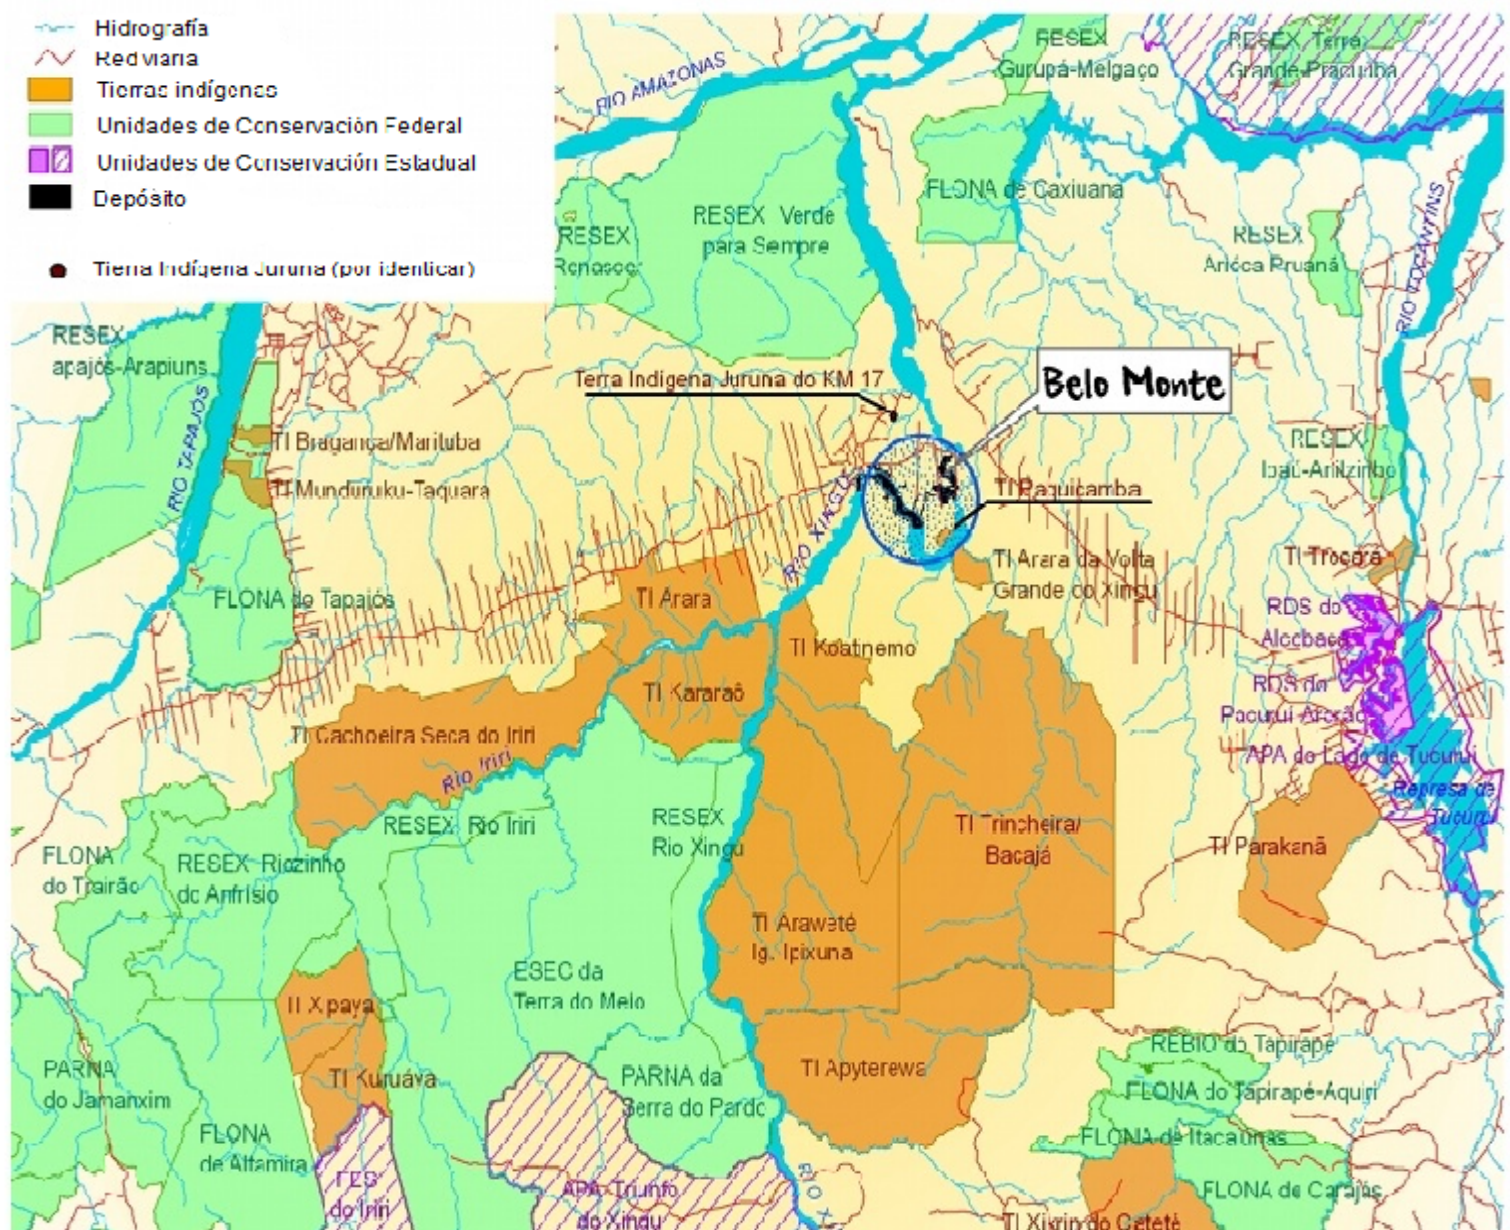 Hidrografía
Red viaria
Tierras indígenas
Unidades de Conservación Federal
Unidades de Conservación Estadual
Depósito
Tierra Indígena Juruna (por identicar)
RIO AMAZONAS
RESEX
Gurupá-Melgaço
RESEX Terra
Grande-Pracuúba
FLONA de Caxiuana
RESEX Verde
para Sempre
RESEX
RESEX
Arióca Pruanã
RIO TOCANTINS
RESEX
apajós-Arapiuns
RIO TAPAJÓS
Terra Indígena Juruna do KM 17
Belo Monte
TI Bragança/Marituba
TI Munduruku-Taquara
RESEX
RIO XINGU
TI Paquiçamba
TI Arara da Volta
Grande do Xingu
TI Trocará
FLONA do Tapajós
TI Arara
RDS do
Alcobaça
TI Koatinemo
TI Kararaô
RDS do
Pacuruí-Ararão
TI Cachoeira Seca do Iriri
Rio Iriri
APA do Lago de Tucuruí
Represa de
Tucuruí
RESEX Rio Iriri
RESEX
Rio Xingu
TI Trincheira/
Bacajá
TI Parakanã
FLONA
do Trairão
RESEX Riozinho
do Anfrísio
TI Araweté
Ig. Ipixuna
ESEC da
Terra do Meio
TI Xipaya
TI Kuruáya
PARNA
do Jamanxim
PARNA da
Serra do Pardo
TI Apyterewa
REBIO do Tapirapé
FLONA do Tapirapé-Aquiri
FLONA de Itacaiunas
FLONA
de Altamira
FES
do Iriri
APA Triunfo
do Xingu
RIO X
FLONA de Carajás
TI Xikrin do Cateté